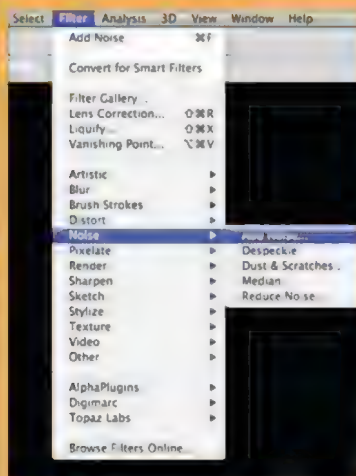 Select Filter Analysis 3D View Window Help
Add Noise ⌘F
Convert for Smart Filters
Filter Gallery...
Lens Correction... ⇧⌘R
Liquify... ⇧⌘X
Vanishing Point... ⌥⌘V
Artistic
Blur
Brush Strokes
Distort
Noise
Pixelate
Render
Sharpen
Sketch
Stylize
Texture
Video
Other
AlphaPlugins
Digimarc
Topaz Labs
Browse Filters Online...
Add Noise...
Despeckle
Dust & Scratches...
Median...
Reduce Noise...